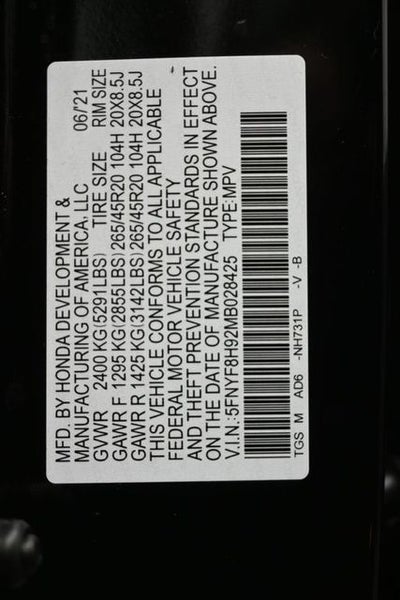 MFD. BY HONDA DEVELOPMENT &
MANUFACTURING OF AMERICA, LLC 06/21
GVWR 2400 KG(5291LBS) TIRE SIZE RIM SIZE
GAWR F 1295 KG(2855LBS)265/45R20 104H 20X8.5J
GAWR R 1425 KG(3142LBS)265/45R20 104H 20X8.5J
THIS VEHICLE CONFORMS TO ALL APPLICABLE
FEDERAL MOTOR VEHICLE SAFETY
AND THEFT PREVENTION STANDARDS IN EFFECT
ON THE DATE OF MANUFACTURE SHOWN ABOVE.
V.I.N.:5FNYF8H92MB028425 TYPE:MPV
TGS M AD6 -NH731P -V -B